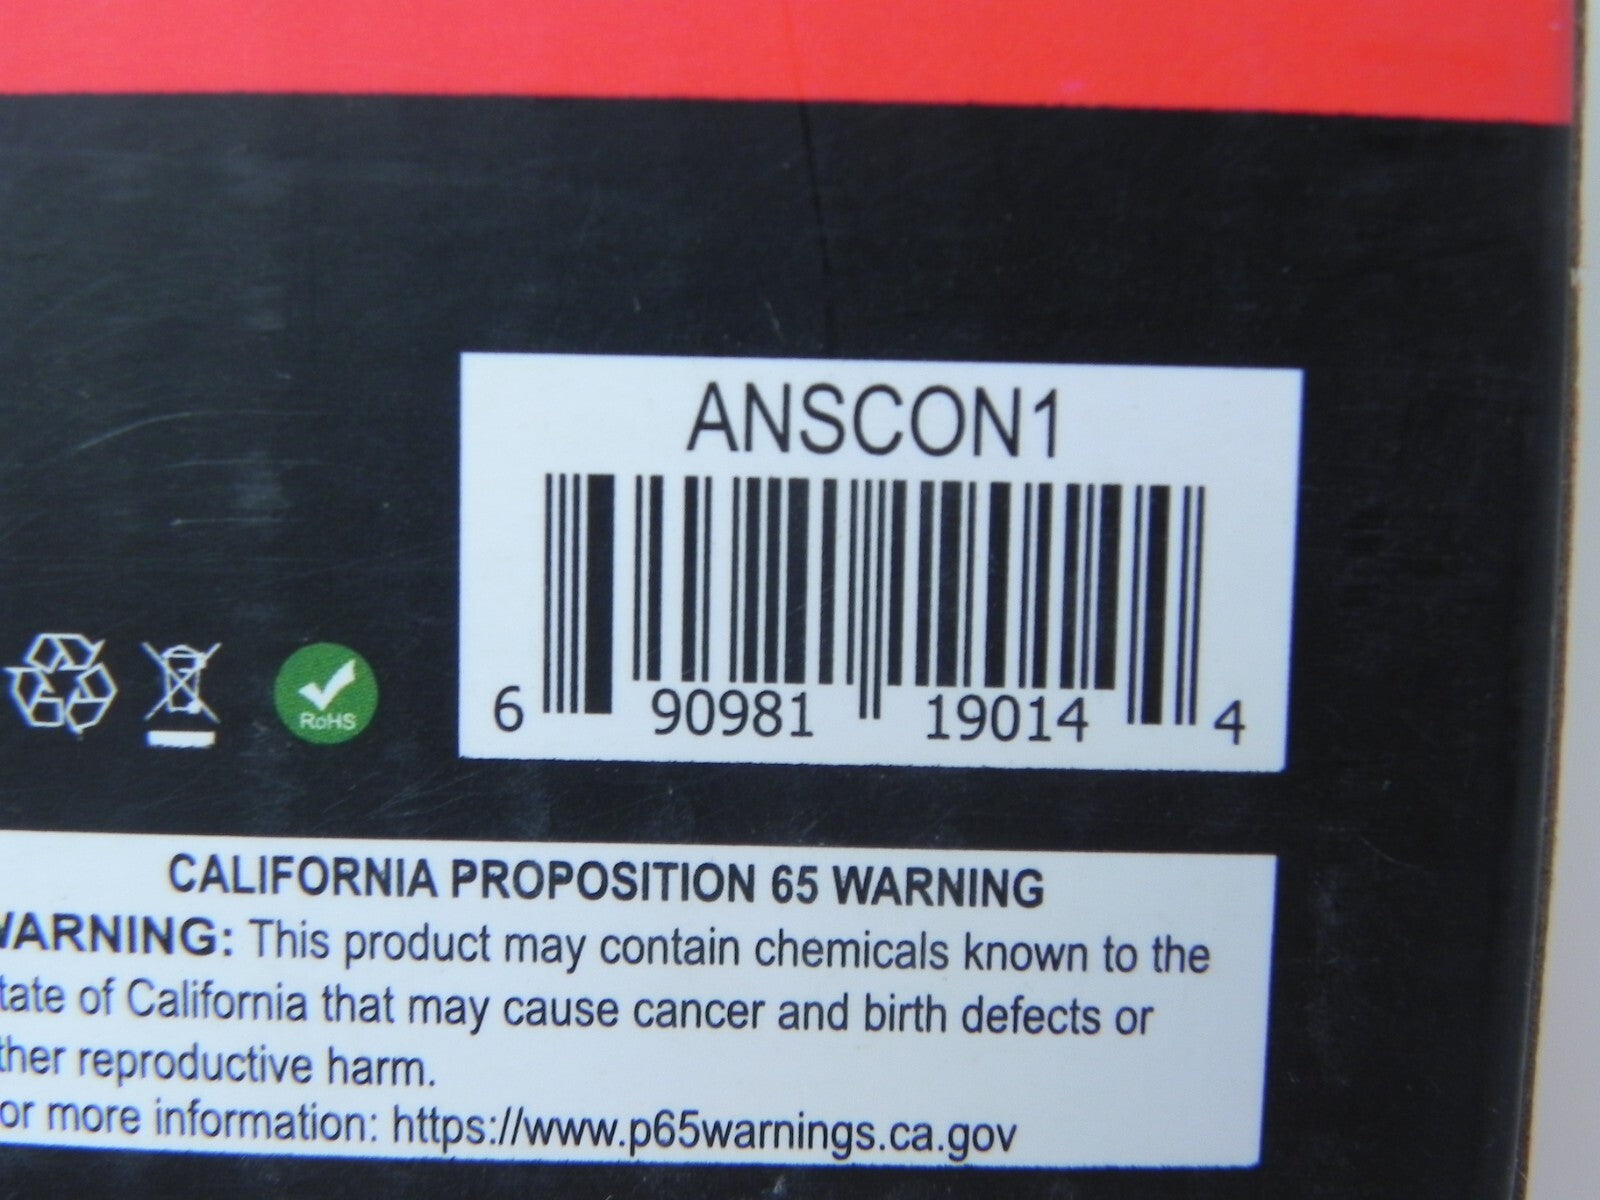 ANSCON1
6 90981 19014 4
RoHS
CALIFORNIA PROPOSITION 65 WARNING
WARNING: This product may contain chemicals known to the
tate of California that may cause cancer and birth defects or
ther reproductive harm.
or more information: https://www.p65warnings.ca.gov